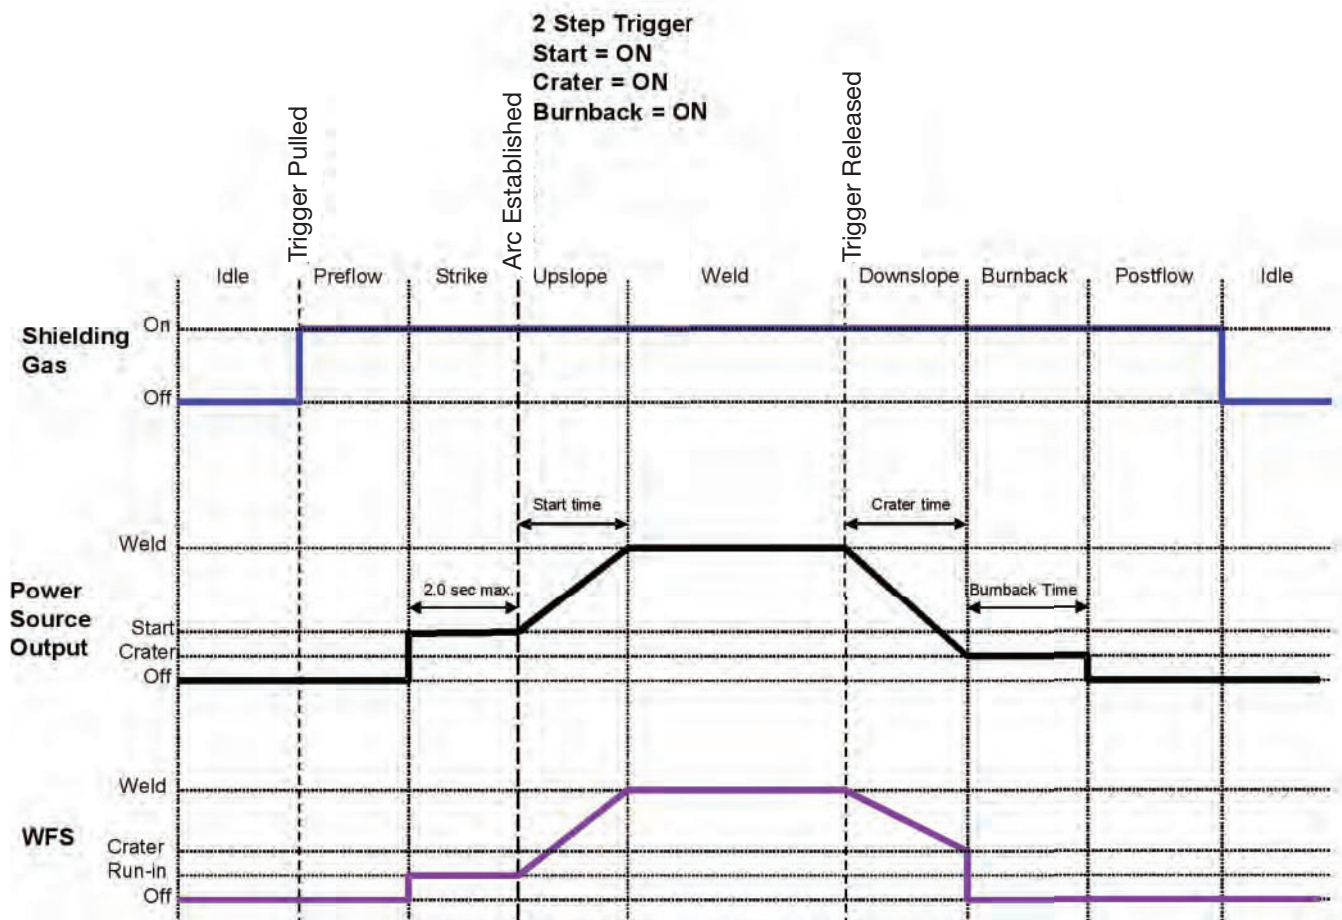 2 Step Trigger
Start = ON
Crater = ON
Burnback = ON
Trigger Pulled
Arc Established
Trigger Released
Idle
Preflow
Strike
Upslope
Weld
Downslope
Burnback
Postflow
Idle
Shielding
Gas
On
Off
Start time
Crater time
Power
Source
Output
Weld
2.0 sec max.
Burnback Time
Start
Crater
Off
WFS
Weld
Crater
Run-in
Off